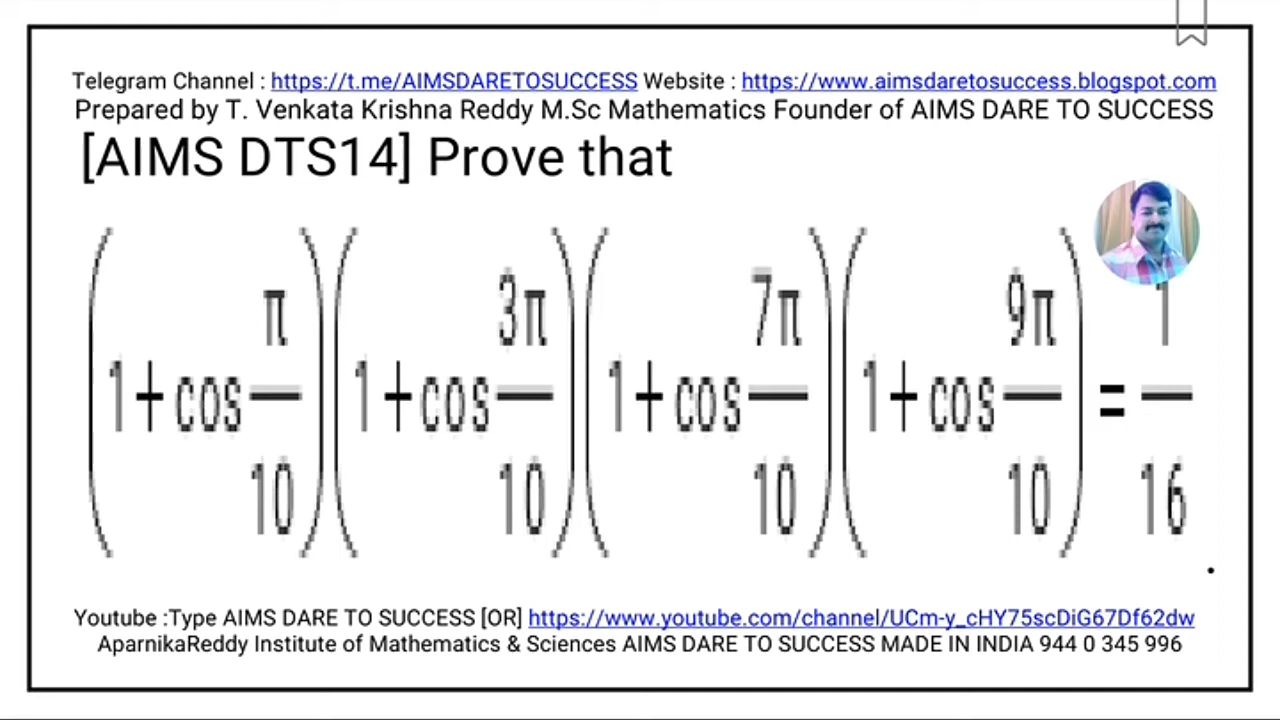 Telegram Channel : https://t.me/AIMSDARETOSUCCESS Website : https://www.aimsdaretosuccess.blogspot.com
Prepared by T. Venkata Krishna Reddy M.Sc Mathematics Founder of AIMS DARE TO SUCCESS
[AIMS DTS14] Prove that
(1+cos π/10)(1+cos 3π/10)(1+cos 7π/10)(1+cos 9π/10) = 1/16.
Youtube :Type AIMS DARE TO SUCCESS [OR] https://www.youtube.com/channel/UCm-y_cHY75scDiG67Df62dw
AparnikaReddy Institute of Mathematics & Sciences AIMS DARE TO SUCCESS MADE IN INDIA 944 0 345 996